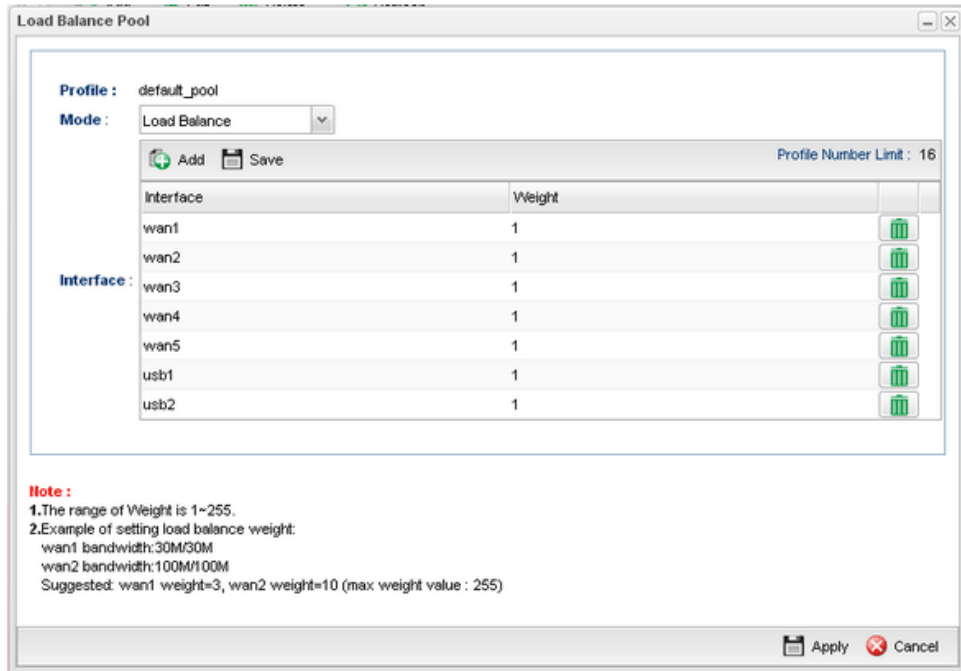 Load Balance Pool
Profile : default_pool
Mode : Load Balance
Add Save Profile Number Limit : 16
Interface Weight
wan1 1
wan2 1
Interface :
wan3 1
wan4 1
wan5 1
usb1 1
usb2 1
Note :
1.The range of Weight is 1~255.
2.Example of setting load balance weight:
wan1 bandwidth:30M/30M
wan2 bandwidth:100M/100M
Suggested: wan1 weight=3, wan2 weight=10 (max weight value : 255)
Apply Cancel